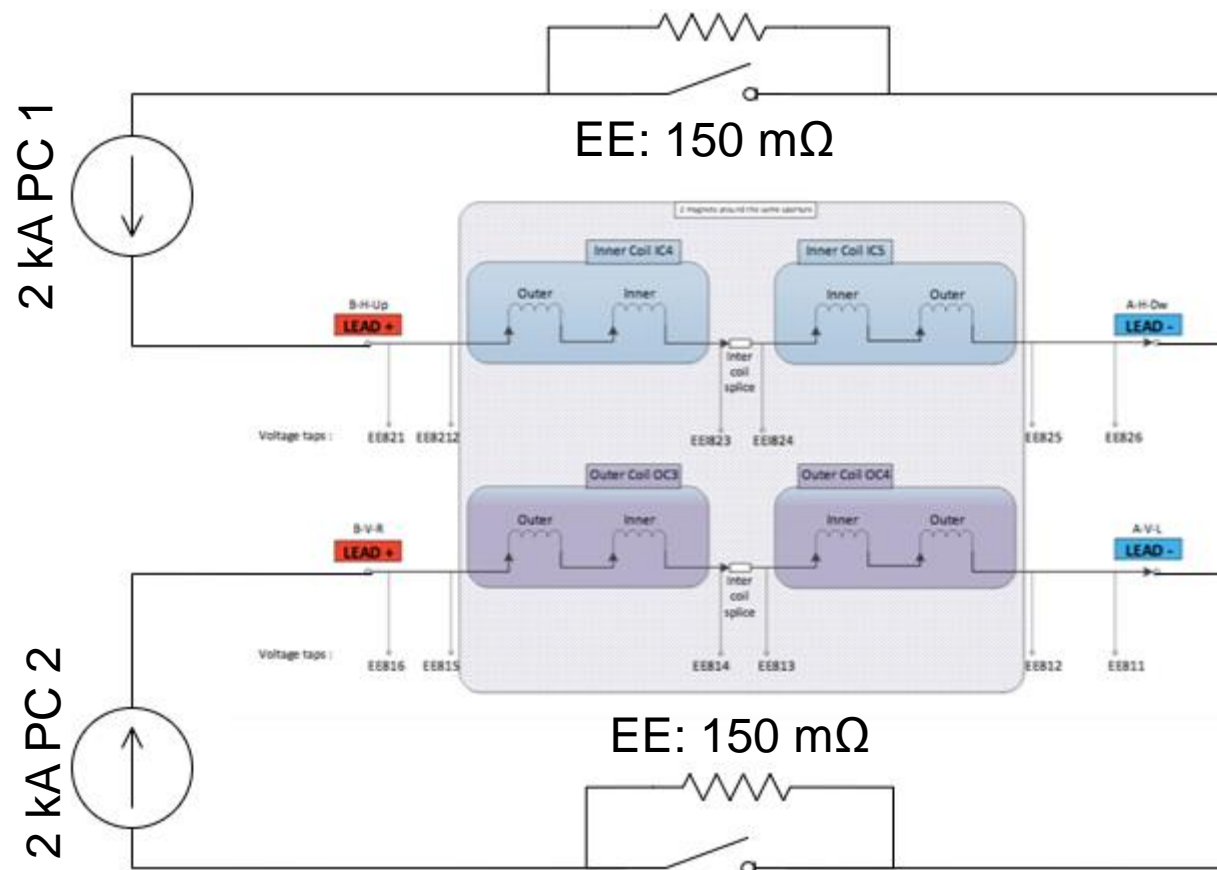 EE: 150 mΩ
2 kA PC 1
2 magnets around the same aperture
Inner Coil IC4
Inner Coil IC5
Outer
Inner
Inner
Outer
B-H-Up
LEAD +
A-H-Dw
LEAD -
Inter
coil
splice
Voltage taps :
EE821
EE8212
EEI823
EEI824
EE825
EE826
Outer Coil OC3
Outer Coil OC4
Outer
Inner
Inner
Outer
B-V-R
LEAD +
A-V-L
LEAD -
Inter
coil
splice
Voltage taps :
EE816
EE815
EE814
EE813
EE812
EE811
2 kA PC 2
EE: 150 mΩ